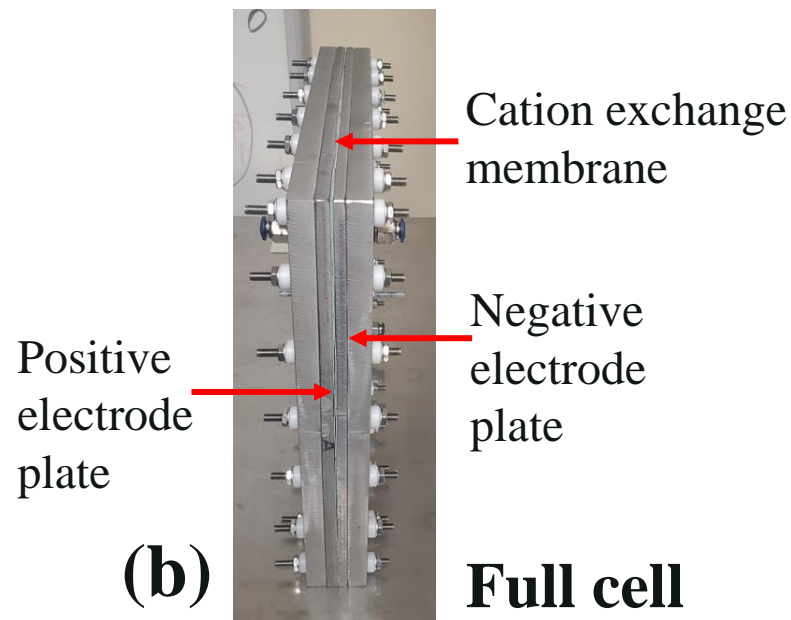 Cation exchange
membrane
Negative
electrode
plate
Positive
electrode
plate
A
(b)
Full cell